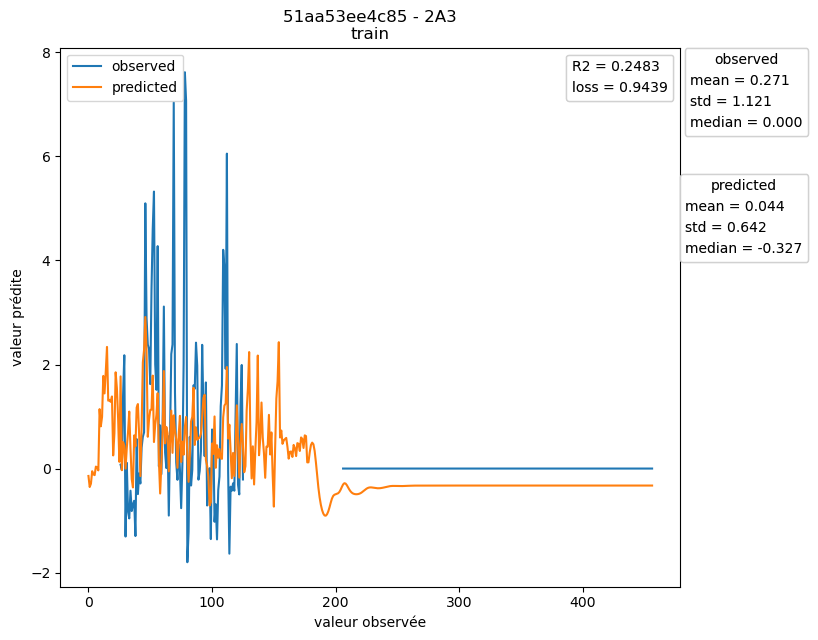 51aa53ee4c85 - 2A3
train
observed
predicted
R2 = 0.2483
loss = 0.9439
observed
mean = 0.271
std = 1.121
median = 0.000
predicted
mean = 0.044
std = 0.642
median = -0.327
valeur prédite
8
6
4
2
0
−2
0
100
200
300
400
valeur observée